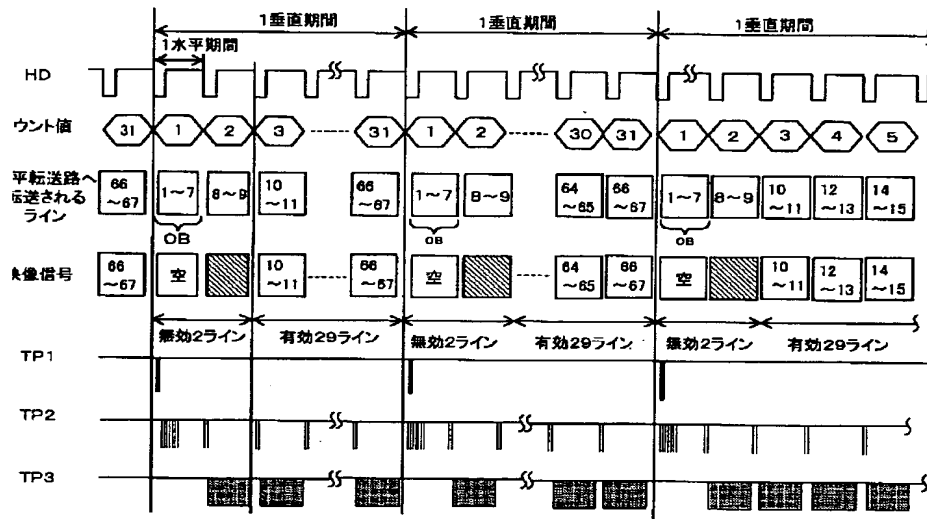 1垂直期間 1垂直期間 1垂直期間
1水平期間
HD
ウント値 31 1 2 3 31 1 2 30 31 1 2 3 4 5
平転送路へ
転送される
ライン
66 ~67 1~7 8~9 10 ~11 66 ~67 1~7 8~9 64 ~65 66 ~67 1~7 8~9 10 ~11 12 ~13 14 ~15
OB OB OB
映像信号 66 ~67 空 10 ~11 66 ~67 空 64 ~65 66 ~67 空 10 ~11 12 ~13 14 ~15
無効2ライン 有効29ライン 無効2ライン 有効29ライン 無効2ライン 有効29ライン
TP1
TP2
TP3